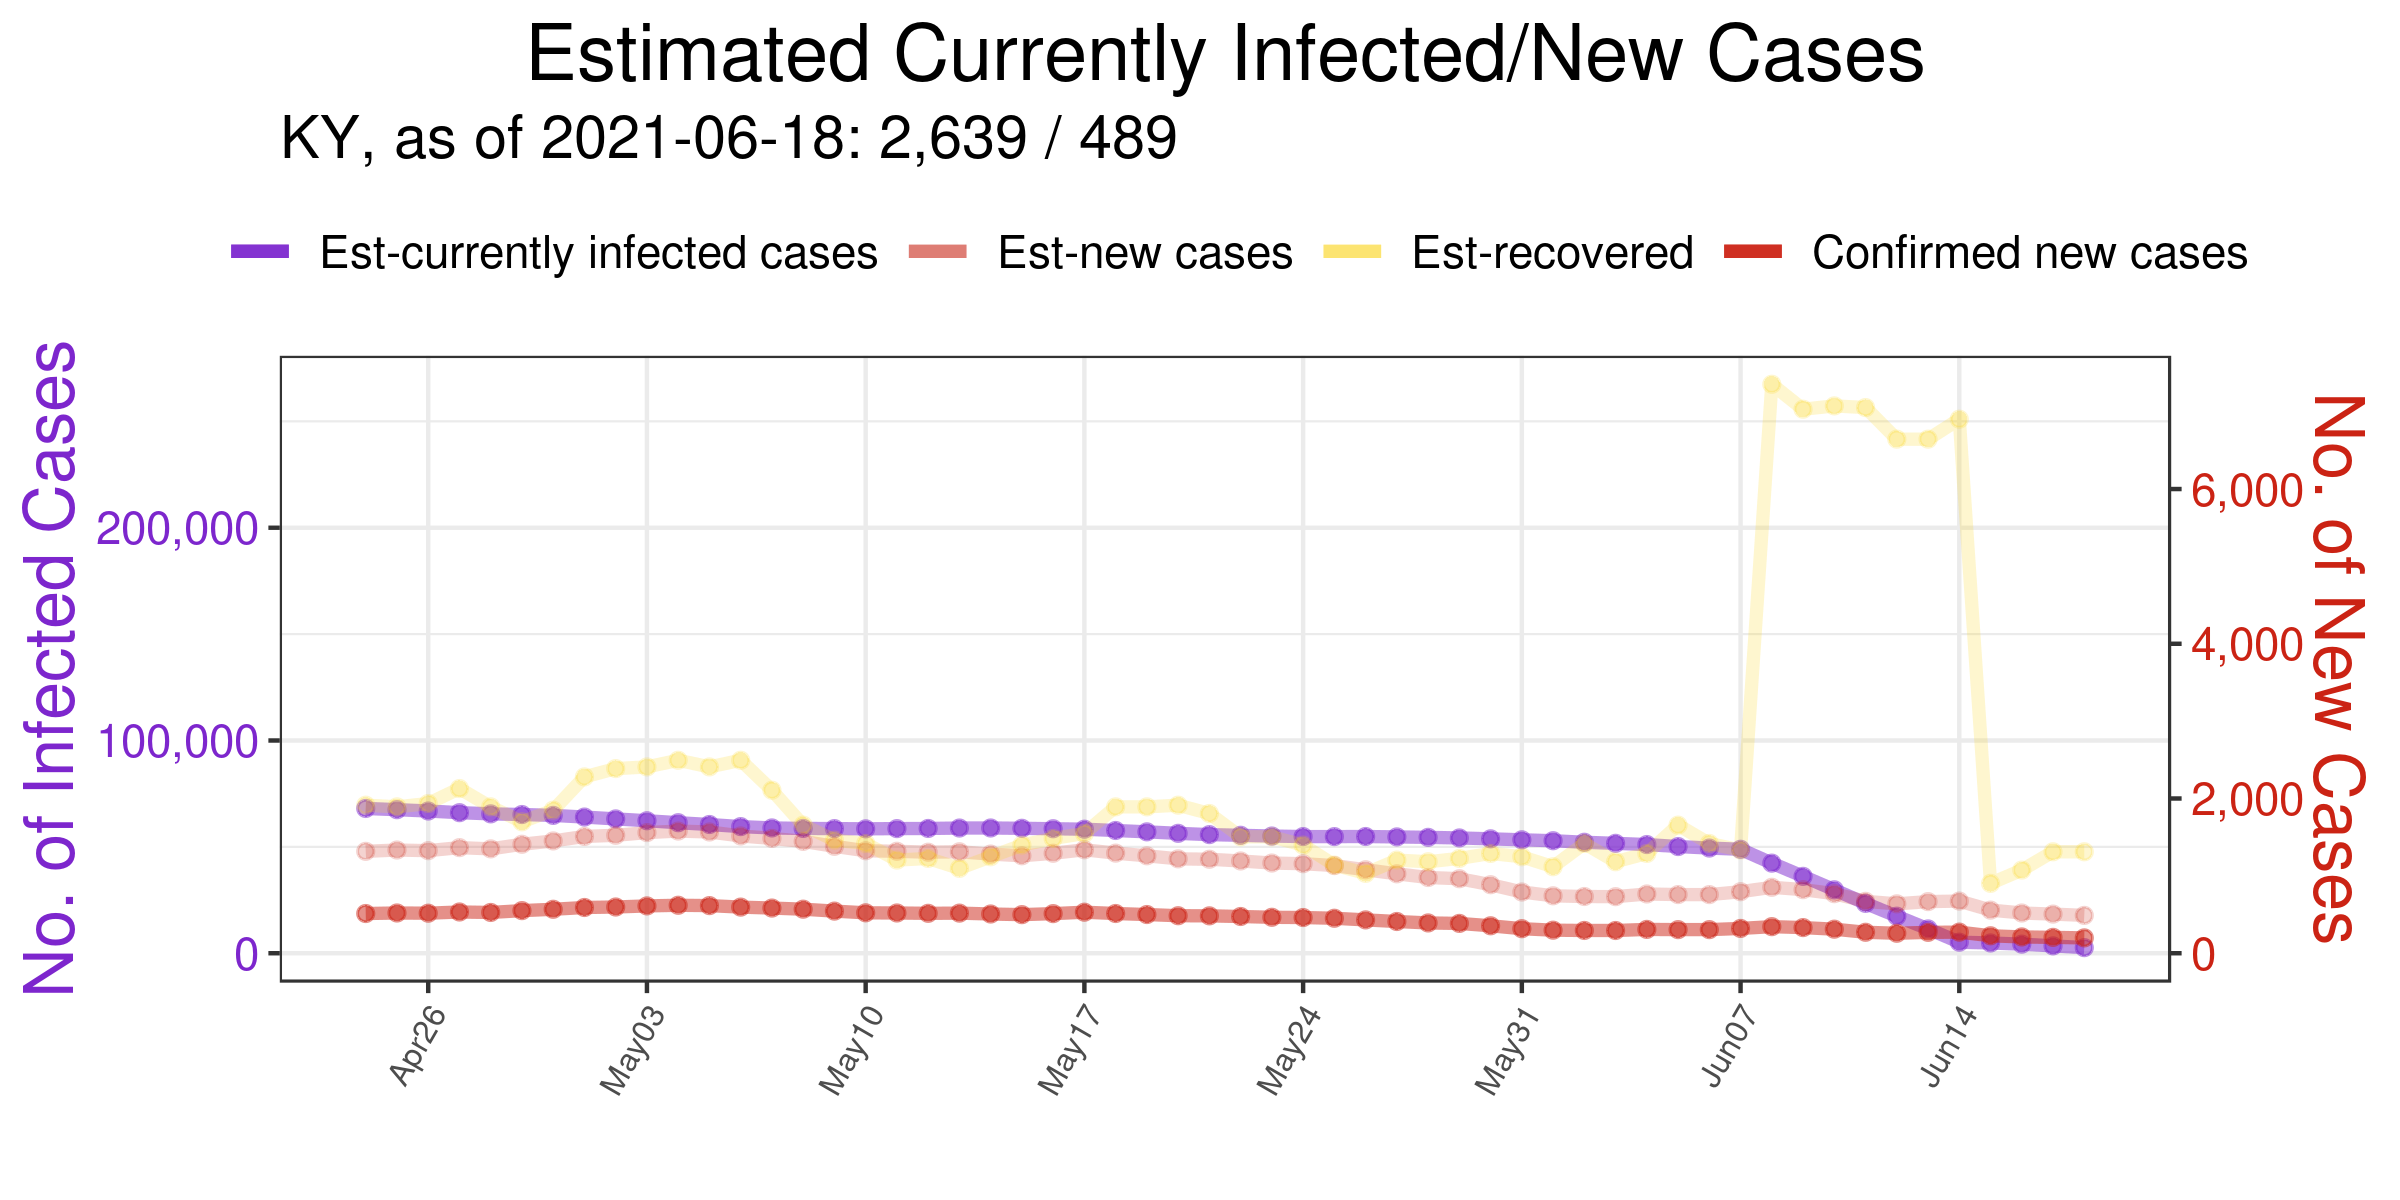 Estimated Currently Infected/New Cases
KY, as of 2021-06-18: 2,639 / 489
Est-currently infected cases Est-new cases Est-recovered Confirmed new cases
No. of Infected Cases
200,000
100,000
0
6,000
4,000
2,000
0
No. of New Cases
Apr26 May03 May10 May17 May24 May31 Jun07 Jun14